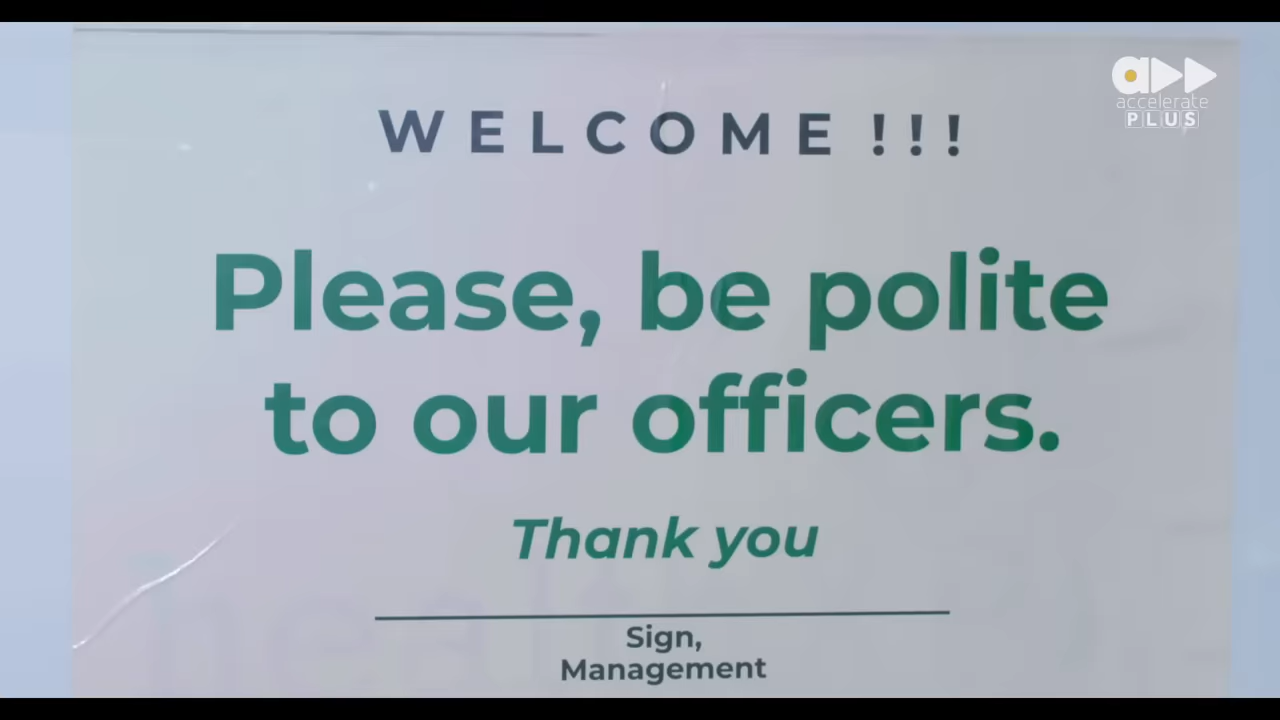 WELCOME!!!
accelerate
PLUS
Please, be polite
to our officers.
Thank you
Sign,
Management